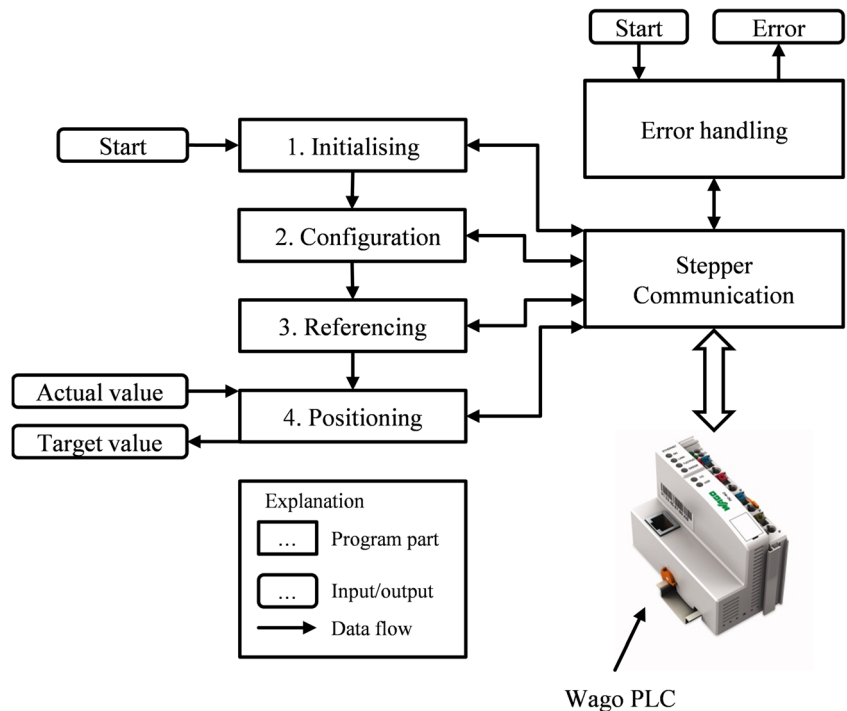 Start
Error
Error handling
Start
1. Initialising
2. Configuration
Stepper
Communication
3. Referencing
Actual value
4. Positioning
Target value
WAGO
Explanation
... Program part
... Input/output
Data flow
Wago PLC